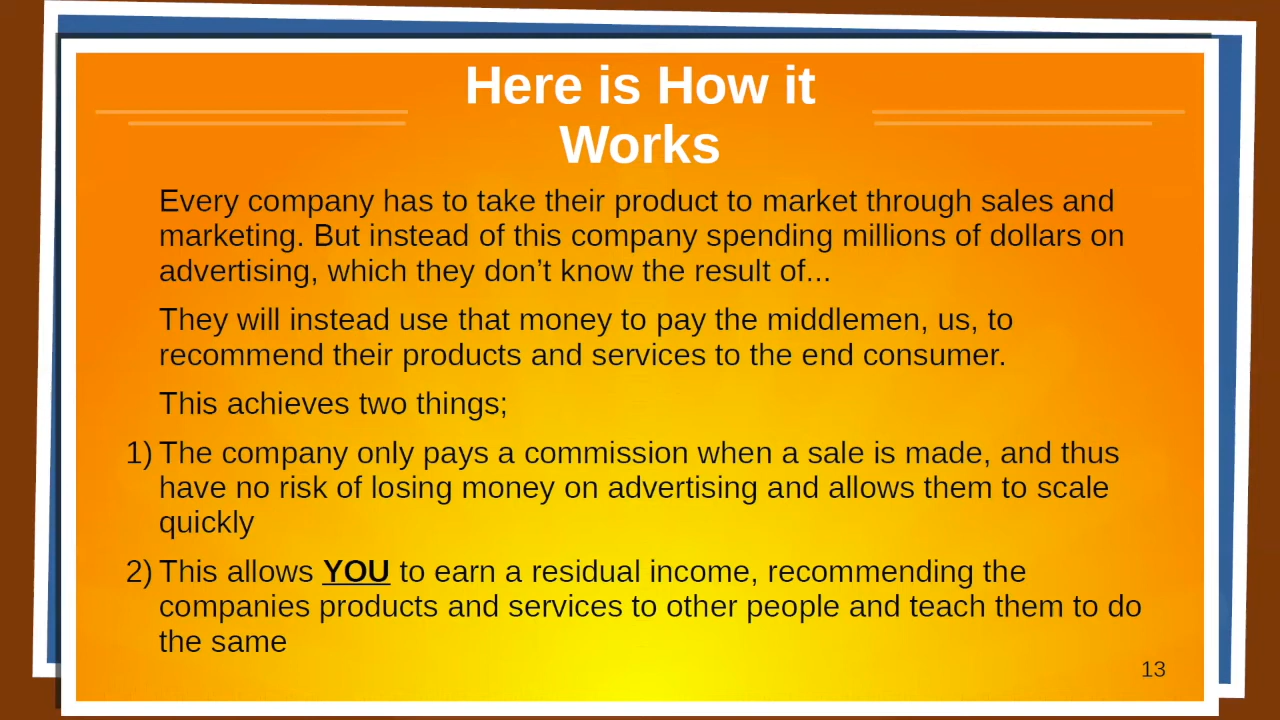 Here is How it
Works
Every company has to take their product to market through sales and
marketing. But instead of this company spending millions of dollars on
advertising, which they don’t know the result of...
They will instead use that money to pay the middlemen, us, to
recommend their products and services to the end consumer.
This achieves two things;
1) The company only pays a commission when a sale is made, and thus
have no risk of losing money on advertising and allows them to scale
quickly
2) This allows YOU to earn a residual income, recommending the
companies products and services to other people and teach them to do
the same
13